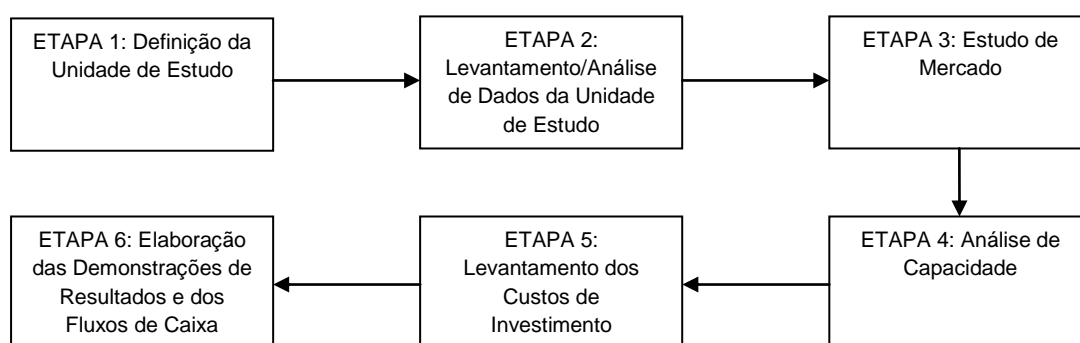 ETAPA 1: Definição da
Unidade de Estudo
ETAPA 2:
Levantamento/Análise
de Dados da Unidade
de Estudo
ETAPA 3: Estudo de
Mercado
ETAPA 4: Análise de
Capacidade
ETAPA 5:
Levantamento dos
Custos de
Investimento
ETAPA 6: Elaboração
das Demonstrações de
Resultados e dos
Fluxos de Caixa